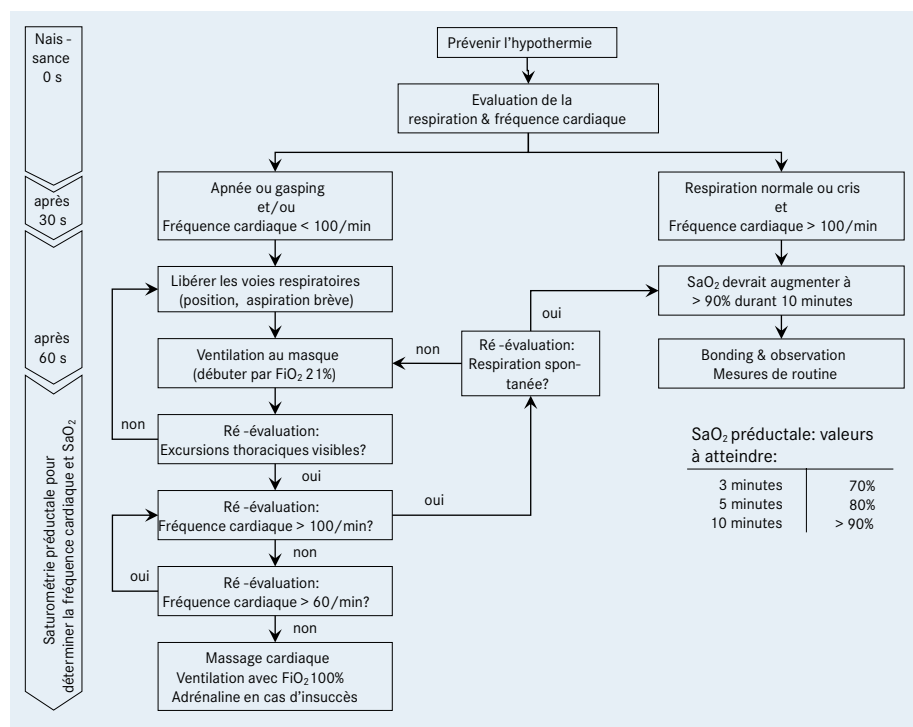 Nais -
sance
0 s
après
30 s
après
60 s
Saturométrie préductale pour
déterminer la fréquence cardiaque et SaO₂
Prévenir l'hypothermie
Evaluation de la
respiration & fréquence cardiaque
Apnée ou gasping
et/ou
Fréquence cardiaque < 100/min
Respiration normale ou cris
et
Fréquence cardiaque > 100/min
Libérer les voies respiratoires
(position, aspiration brève)
SaO₂ devrait augmenter à
> 90% durant 10 minutes
oui
Ventilation au masque
(débuter par FiO₂ 21%)
non
Ré -évaluation:
Respiration spon-
tanée?
Bonding & observation
Mesures de routine
non
Ré -évaluation:
Excursions thoraciques visibles?
oui
Ré -évaluation:
Fréquence cardiaque > 100/min?
oui
non
oui
Ré -évaluation:
Fréquence cardiaque > 60/min?
non
Massage cardiaque
Ventilation avec FiO₂ 100%
Adrénaline en cas d'insuccès
SaO₂ préductale: valeurs
à atteindre:
3 minutes 70%
5 minutes 80%
10 minutes > 90%